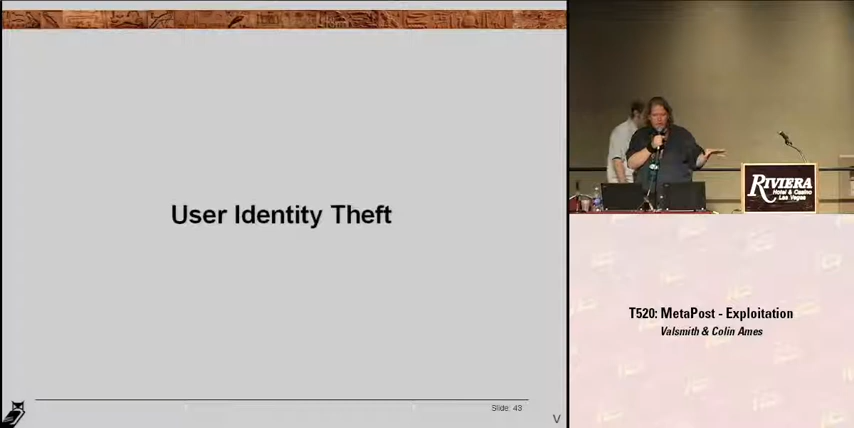 User Identity Theft
Slide: 43
V
RIVIERA
Hotel & Casino
Las Vegas
T520: MetaPost - Exploitation
Valsmith & Colin Ames